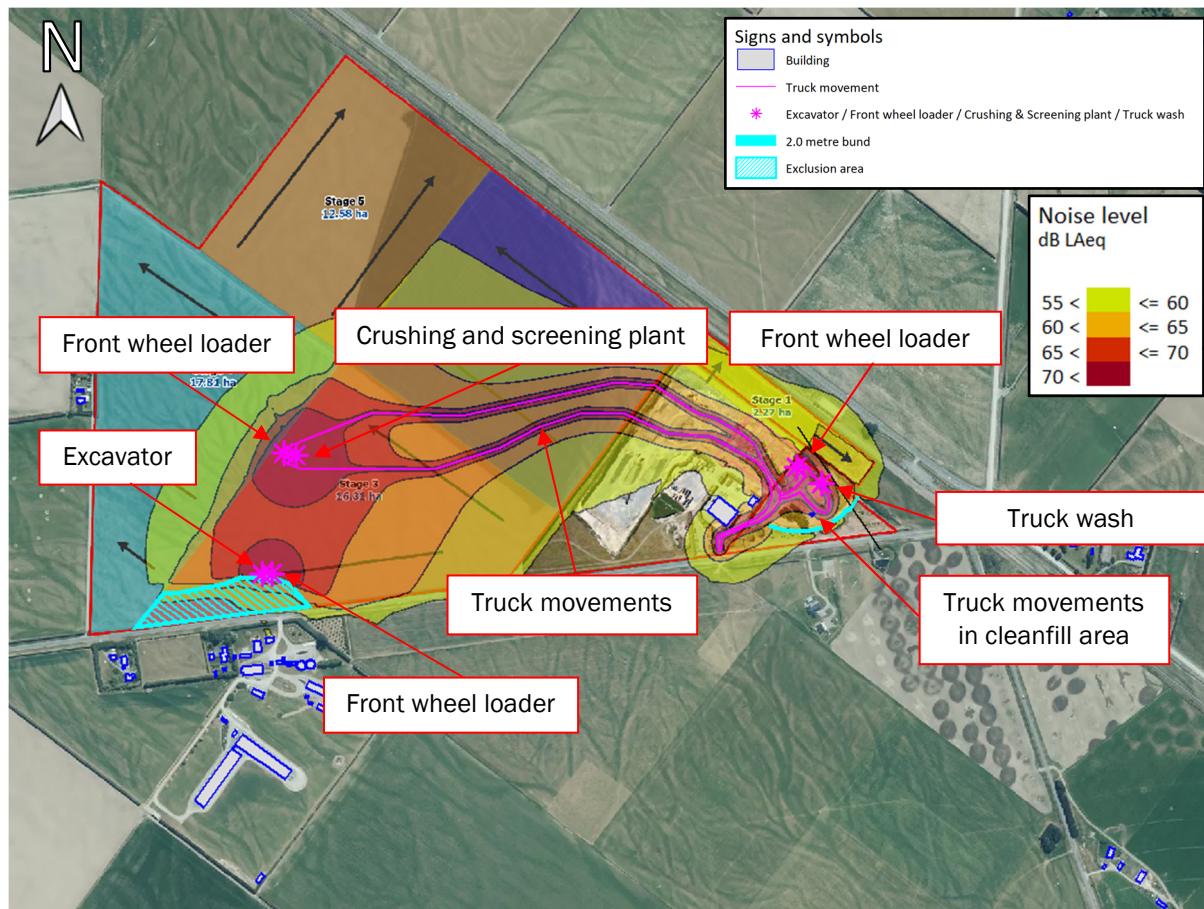 N
Signs and symbols
Building
Truck movement
Excavator / Front wheel loader / Crushing & Screening plant / Truck wash
2.0 metre bund
Exclusion area
Noise level
dB LAeq
55 < <= 60
60 < <= 65
65 < <= 70
70 <
Stage 5
12.58 ha
Front wheel loader
Crushing and screening plant
Front wheel loader
17.81 ha
Stage 1
2.27 ha
Excavator
Stage 3
16.31 ha
Truck wash
Truck movements
Truck movements
in cleanfill area
Front wheel loader